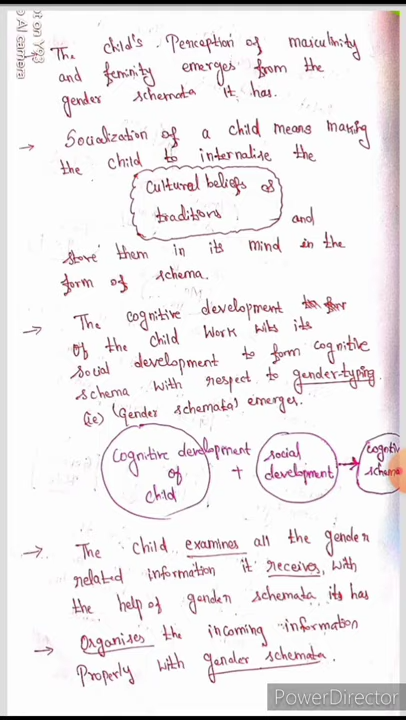 The child's Perception of masculinity
and feminity emerges from the
gender schemata it has.
→ Socialization of a child means making
the child to internalise the
cultural beliefs &
traditions
and
store them in its mind in the
form of schema.
→ The cognitive development
of the child work with its
social development to form cognitive
schema with respect to gender-typing.
(ie) (Gender schemata) emerges.
cognitive development
of
child
+
social
development
→
cognitiv
schema
→ The child examines all the gender
related information it receives, with
the help of gender schemata it has
→ Organises the incoming information
Properly with gender schemata.
PowerDirector